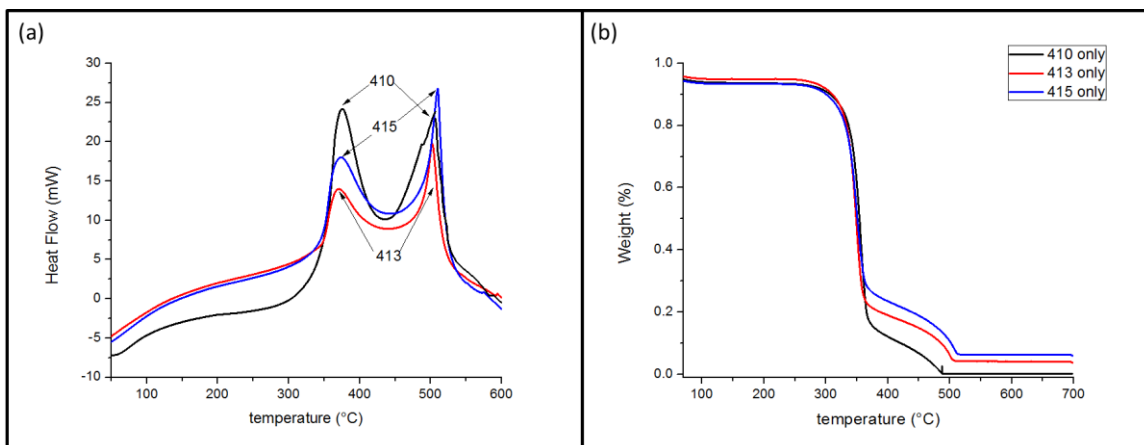 (a)
30
25
20
15
10
5
0
-5
-10
Heat Flow (mW)
410
415
413
100 200 300 400 500 600
temperature (°C)
(b)
410 only
413 only
415 only
1.0
0.8
0.6
0.4
0.2
0.0
Weight (%)
100 200 300 400 500 600 700
temperature (°C)